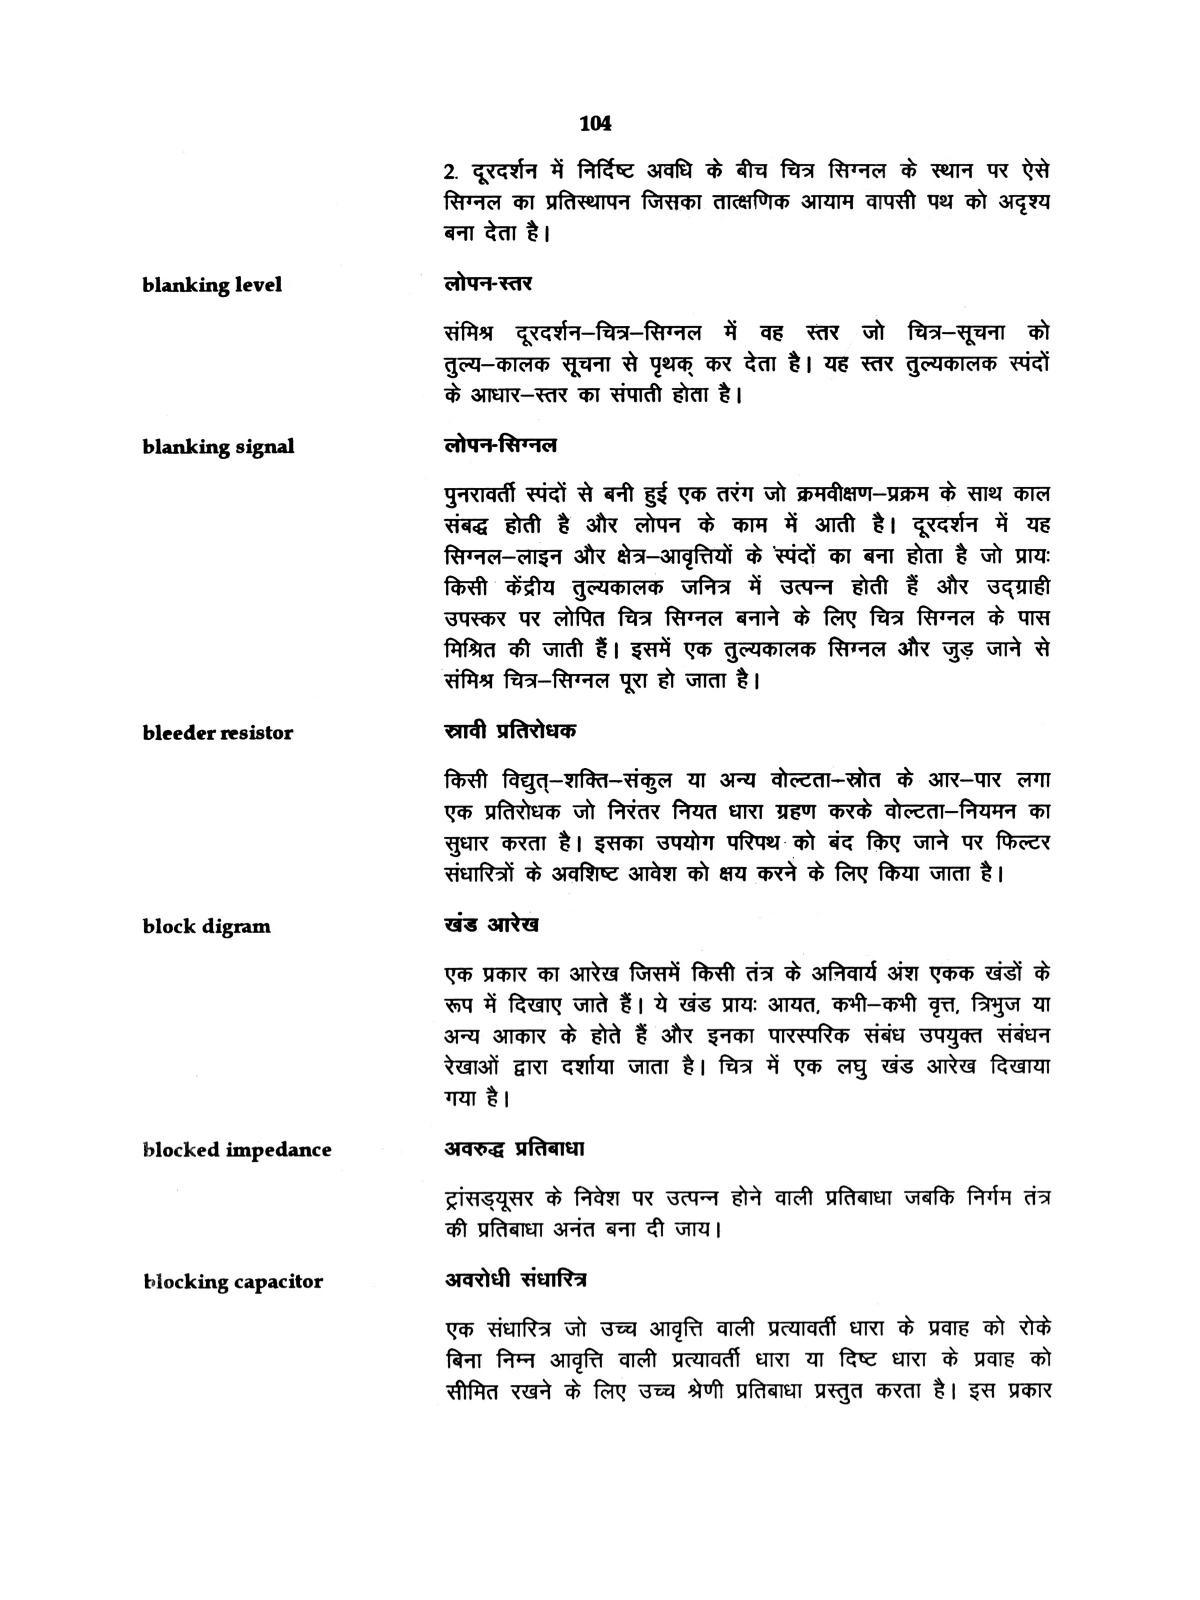 104
2. दूरदर्शन में निर्दिष्ट अवधि के बीच चित्र सिग्नल के स्थान पर ऐसे
सिग्नल का प्रतिस्थापन जिसका तात्क्षणिक आयाम वापसी पथ को अदृश्य
बना देता है।
blanking level लोपन-स्तर
संमिश्र दूरदर्शन–चित्र–सिग्नल में वह स्तर जो चित्र–सूचना को
तुल्य–कालक सूचना से पृथक् कर देता है। यह स्तर तुल्यकालक स्पंदों
के आधार–स्तर का संपाती होता है।
blanking signal लोपन-सिग्नल
पुनरावर्ती स्पंदों से बनी हुई एक तरंग जो क्रमवीक्षण–प्रक्रम के साथ काल
संबद्ध होती है और लोपन के काम में आती है। दूरदर्शन में यह
सिग्नल–लाइन और क्षेत्र–आवृत्तियों के स्पंदों का बना होता है जो प्रायः
किसी केंद्रीय तुल्यकालक जनित्र में उत्पन्न होती हैं और उद्ग्राही
उपस्कर पर लोपित चित्र सिग्नल बनाने के लिए चित्र सिग्नल के पास
मिश्रित की जाती हैं। इसमें एक तुल्यकालक सिग्नल और जुड़ जाने से
संमिश्र चित्र–सिग्नल पूरा हो जाता है।
bleeder resistor स्रावी प्रतिरोधक
किसी विद्युत्–शक्ति–संकुल या अन्य वोल्टता–स्रोत के आर–पार लगा
एक प्रतिरोधक जो निरंतर नियत धारा ग्रहण करके वोल्टता–नियमन का
सुधार करता है। इसका उपयोग परिपथ को बंद किए जाने पर फिल्टर
संधारित्रों के अवशिष्ट आवेश को क्षय करने के लिए किया जाता है।
block digram खंड आरेख
एक प्रकार का आरेख जिसमें किसी तंत्र के अनिवार्य अंश एकक खंडों के
रूप में दिखाए जाते हैं। ये खंड प्रायः आयत, कभी–कभी वृत्त, त्रिभुज या
अन्य आकार के होते हैं और इनका पारस्परिक संबंध उपयुक्त संबंधन
रेखाओं द्वारा दर्शाया जाता है। चित्र में एक लघु खंड आरेख दिखाया
गया है।
blocked impedance अवरुद्ध प्रतिबाधा
ट्रांसड्यूसर के निवेश पर उत्पन्न होने वाली प्रतिबाधा जबकि निर्गम तंत्र
की प्रतिबाधा अनंत बना दी जाय।
blocking capacitor अवरोधी संधारित्र
एक संधारित्र जो उच्च आवृत्ति वाली प्रत्यावर्ती धारा के प्रवाह को रोके
बिना निम्न आवृत्ति वाली प्रत्यावर्ती धारा या दिष्ट धारा के प्रवाह को
सीमित रखने के लिए उच्च श्रेणी प्रतिबाधा प्रस्तुत करता है। इस प्रकार